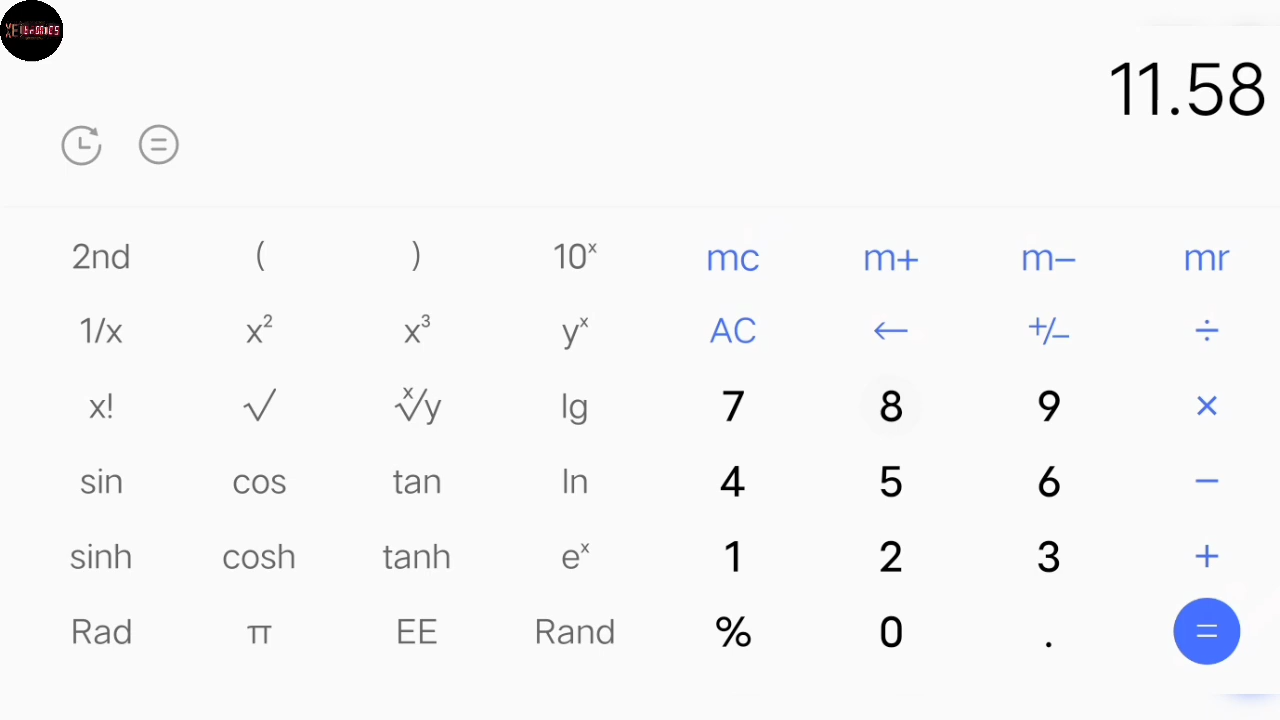 11.58
2nd ( ) 10ˣ mc m+ m− mr
1/x x² x³ yˣ AC ← +/− ÷
x! √ ˣ√y lg 7 8 9 ×
sin cos tan ln 4 5 6 −
sinh cosh tanh eˣ 1 2 3 +
Rad π EE Rand % 0 . =